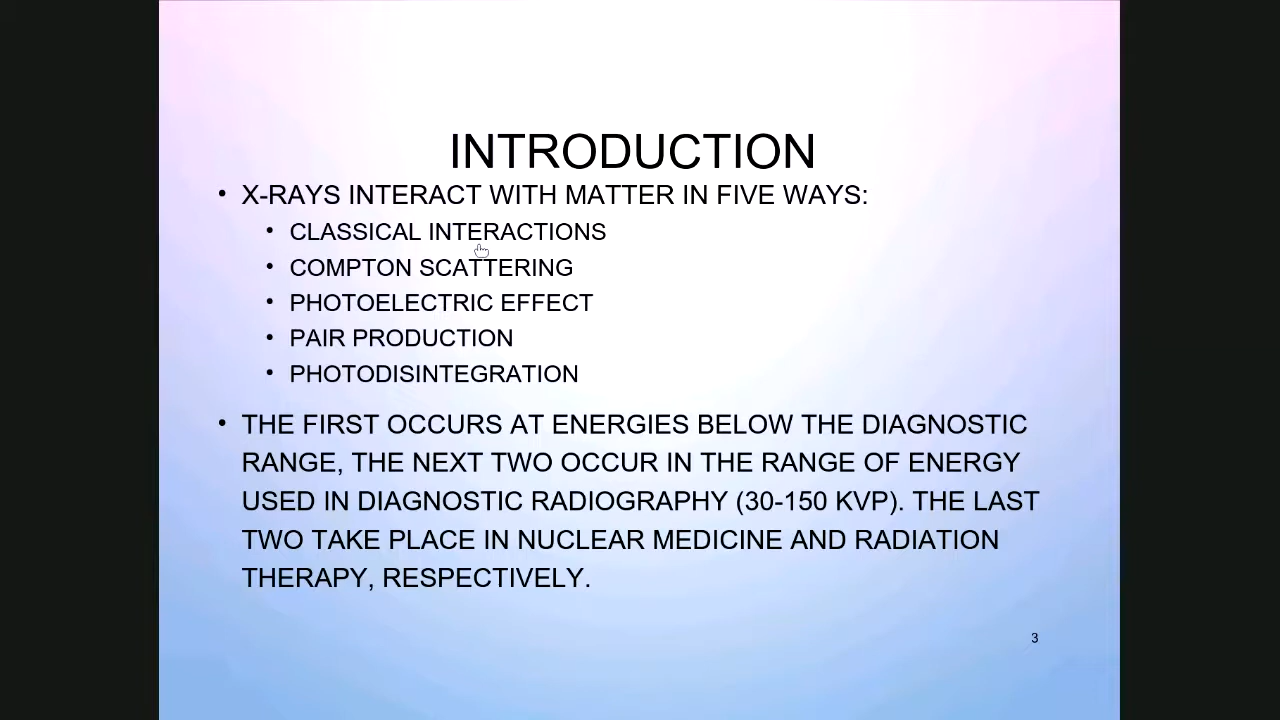 INTRODUCTION
• X-RAYS INTERACT WITH MATTER IN FIVE WAYS:
• CLASSICAL INTERACTIONS
• COMPTON SCATTERING
• PHOTOELECTRIC EFFECT
• PAIR PRODUCTION
• PHOTODISINTEGRATION
• THE FIRST OCCURS AT ENERGIES BELOW THE DIAGNOSTIC
RANGE, THE NEXT TWO OCCUR IN THE RANGE OF ENERGY
USED IN DIAGNOSTIC RADIOGRAPHY (30-150 KVP). THE LAST
TWO TAKE PLACE IN NUCLEAR MEDICINE AND RADIATION
THERAPY, RESPECTIVELY.
3